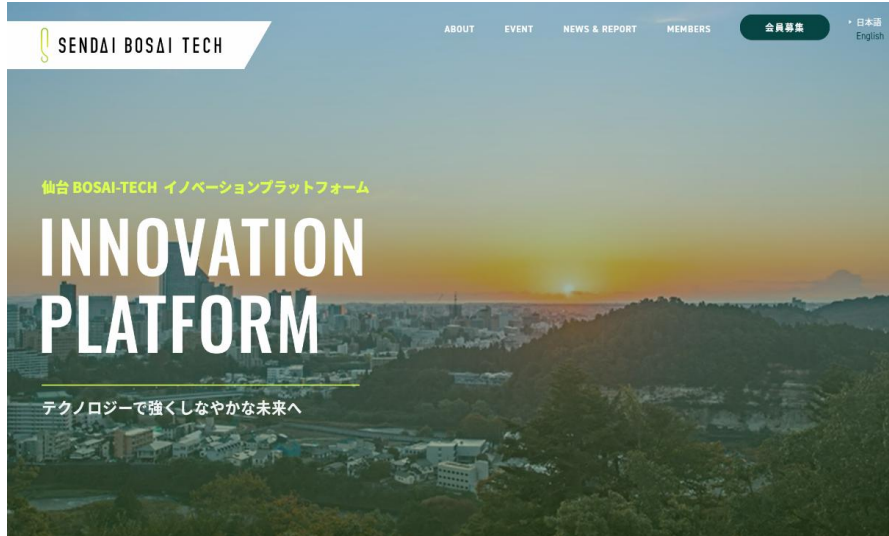 SENDAI BOSAI TECH
ABOUT
EVENT
NEWS & REPORT
MEMBERS
会員募集
日本語
English
仙台 BOSAI-TECH イノベーションプラットフォーム
INNOVATION
PLATFORM
テクノロジーで強くしなやかな未来へ